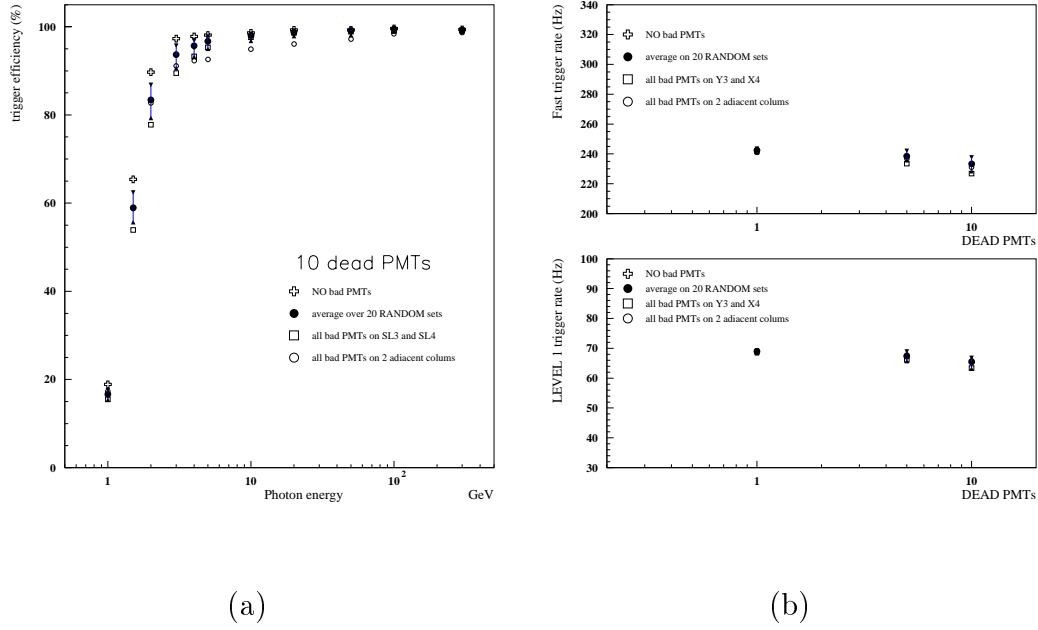 trigger efficiency (%)
100
80
60
40
20
0
10 dead PMTs
NO bad PMTs
average over 20 RANDOM sets
all bad PMTs on SL3 and SL4
all bad PMTs on 2 adiacent colums
1
10
10²
Photon energy
GeV
(a)
Fast trigger rate (Hz)
340
320
300
280
260
240
220
200
NO bad PMTs
average on 20 RANDOM sets
all bad PMTs on Y3 and X4
all bad PMTs on 2 adiacent colums
1
10
DEAD PMTs
LEVEL 1 trigger rate (Hz)
100
90
80
70
60
50
40
30
NO bad PMTs
average on 20 RANDOM sets
all bad PMTs on Y3 and X4
all bad PMTs on 2 adiacent colums
1
10
DEAD PMTs
(b)